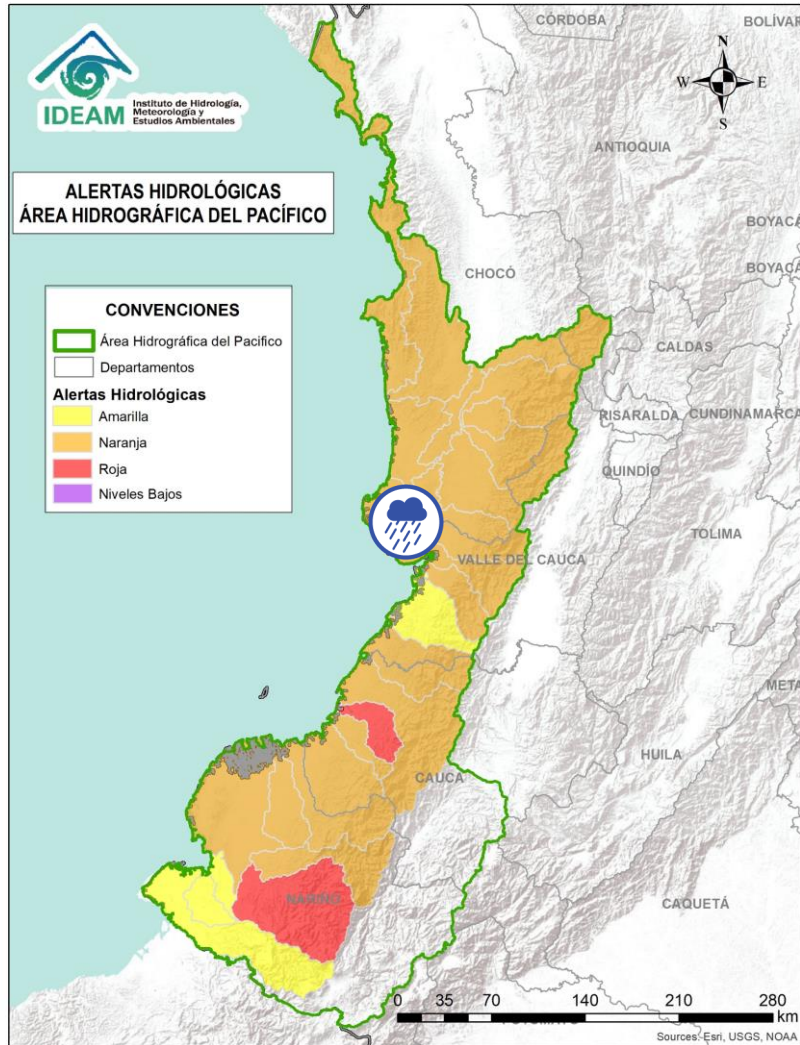 CÓRDOBA
BOLÍVAR
IDEAM
Instituto de Hidrología,
Meteorología y
Estudios Ambientales
N
W
E
S
ANTIOQUIA
ALERTAS HIDROLÓGICAS
ÁREA HIDROGRÁFICA DEL PACÍFICO
BOYACÁ
BOYACÁ
CHOCÓ
CONVENCIONES
Área Hidrográfica del Pacifico
Departamentos
Alertas Hidrológicas
Amarilla
Naranja
Roja
Niveles Bajos
CALDAS
RISARALDA
CUNDINAMARCA
QUINDÍO
TOLIMA
VALLE DEL CAUCA
META
HUILA
CAUCA
NARIÑO
CAQUETÁ
0 35 70 140 210 280
km
Sources: Esri, USGS, NOAA